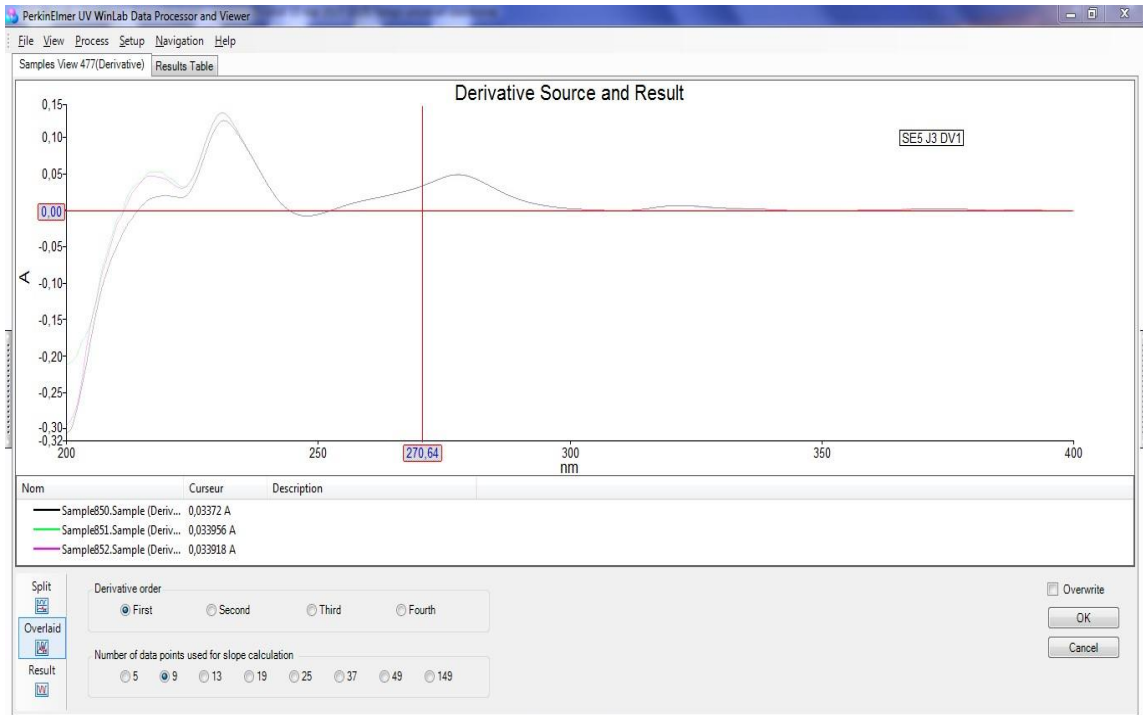 PerkinElmer UV WinLab Data Processor and Viewer
File View Process Setup Navigation Help
Samples View 477(Derivative) Results Table
Derivative Source and Result
SE5 J3 DV1
0,15
0,10
0,05
0,00
-0,05
A
-0,10
-0,15
-0,20
-0,25
-0,30
-0,32
200 250 270,64 300 350 400
nm
Nom Curseur Description
Sample850.Sample (Deriv... 0,03372 A
Sample851.Sample (Deriv... 0,033956 A
Sample852.Sample (Deriv... 0,033918 A
Split
Overlaid
Result
Derivative order
First Second Third Fourth
Number of data points used for slope calculation
5 9 13 19 25 37 49 149
Overwrite
OK
Cancel